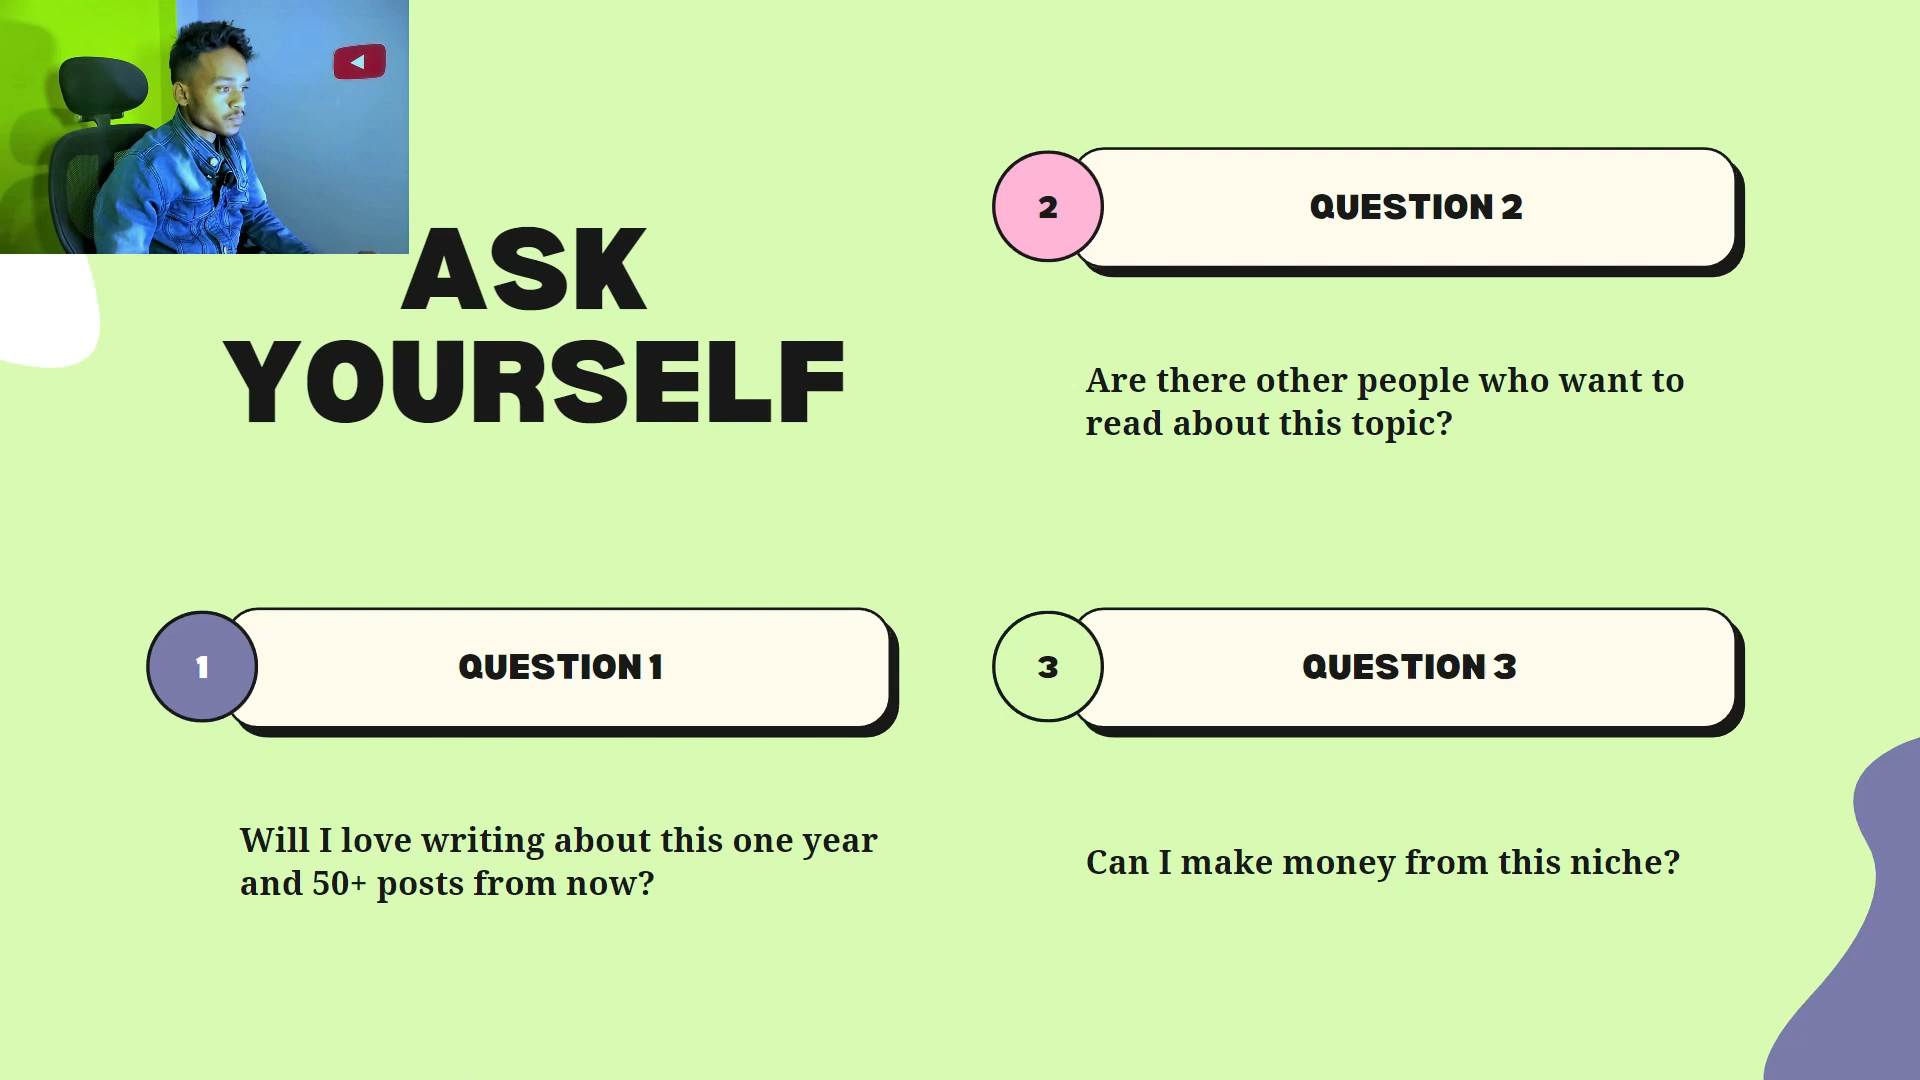 ASK
YOURSELF
1
QUESTION 1
Will I love writing about this one year
and 50+ posts from now?
2
QUESTION 2
Are there other people who want to
read about this topic?
3
QUESTION 3
Can I make money from this niche?